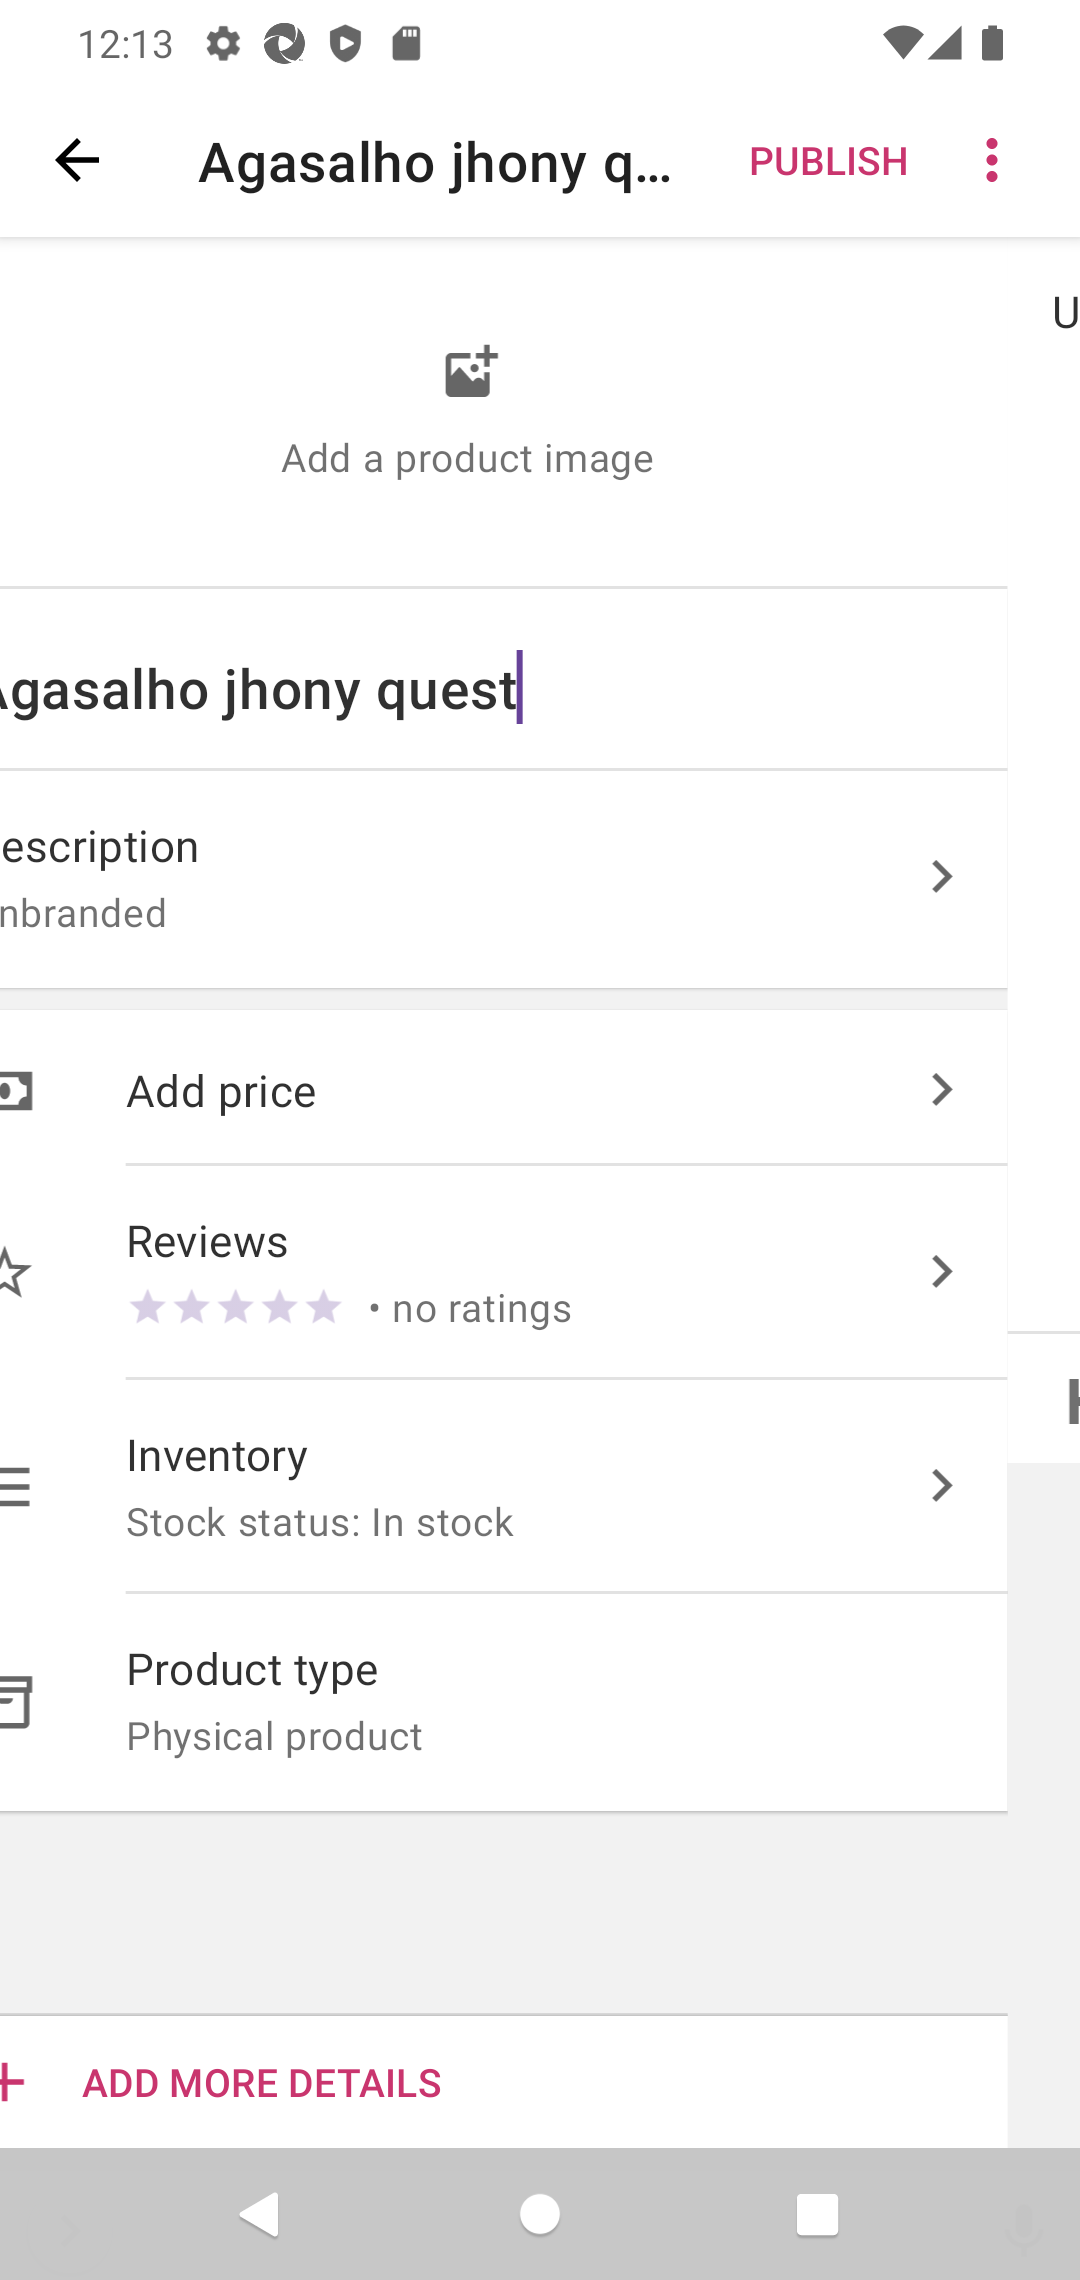 12:13
Agasalho jhony q...
PUBLISH
U
Add a product image
Agasalho jhony quest
escription
nbranded
Add price
Reviews
• no ratings
Inventory
Stock status: In stock
Product type
Physical product
ADD MORE DETAILS